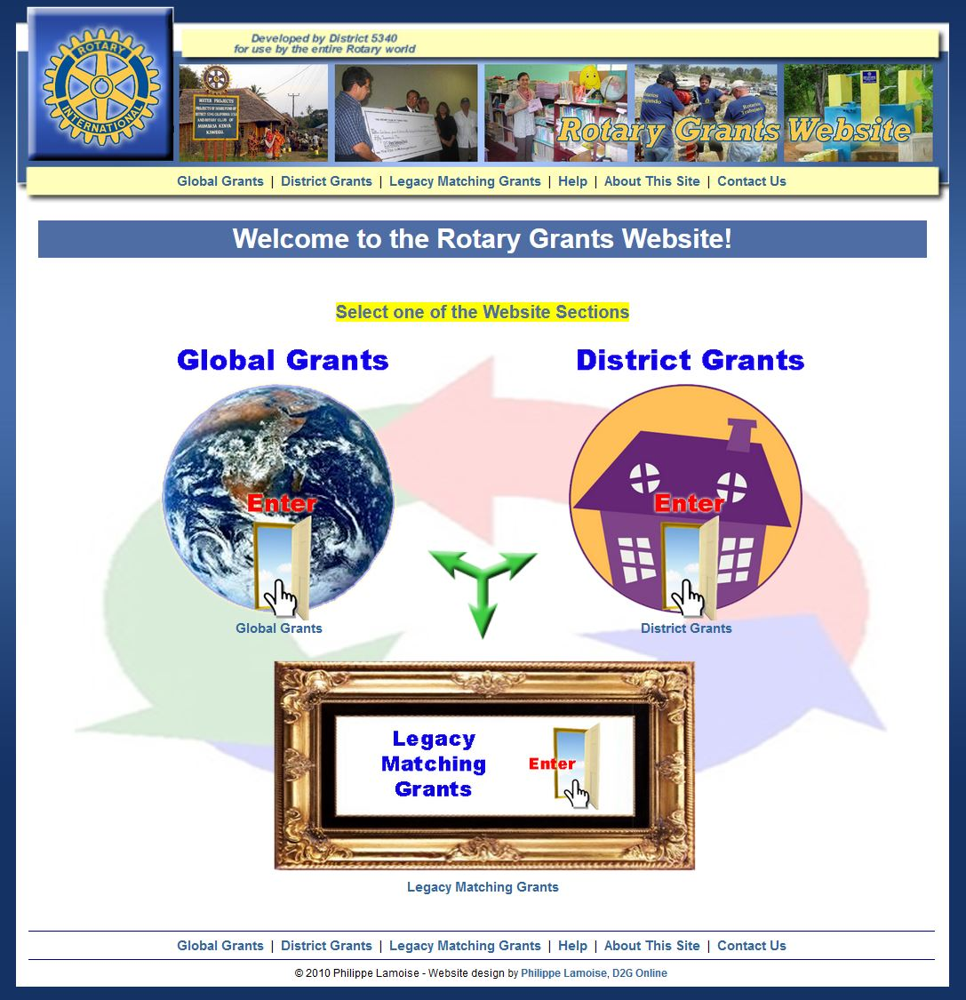 ROTARY
INTERNATIONAL
Developed by District 5340
for use by the entire Rotary world
WATER PROJECTS
MOMBASA KENYA
Rotary Grants Website
Global Grants | District Grants | Legacy Matching Grants | Help | About This Site | Contact Us
Welcome to the Rotary Grants Website!
Select one of the Website Sections
Global Grants
District Grants
Enter
Enter
Global Grants
District Grants
Legacy
Matching
Grants
Enter
Legacy Matching Grants
Global Grants | District Grants | Legacy Matching Grants | Help | About This Site | Contact Us
© 2010 Philippe Lamoise - Website design by Philippe Lamoise, D2G Online